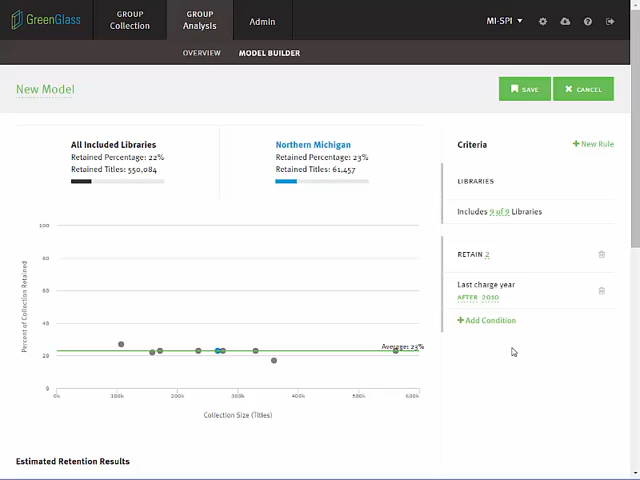 GreenGlass
GROUP
Collection
GROUP
Analysis
Admin
MI-SPI
OVERVIEW
MODEL BUILDER
New Model
SAVE
CANCEL
All Included Libraries
Retained Percentage: 22%
Retained Titles: 550,084
Northern Michigan
Retained Percentage: 23%
Retained Titles: 61,457
Criteria
+ New Rule
LIBRARIES
Includes 9 of 9 Libraries
RETAIN 2
Last charge year
AFTER 2010
+ Add Condition
Percent of Collection Retained
100
80
60
40
20
0
Average: 23%
0k
100k
200k
300k
400k
500k
600k
Collection Size (Titles)
Estimated Retention Results